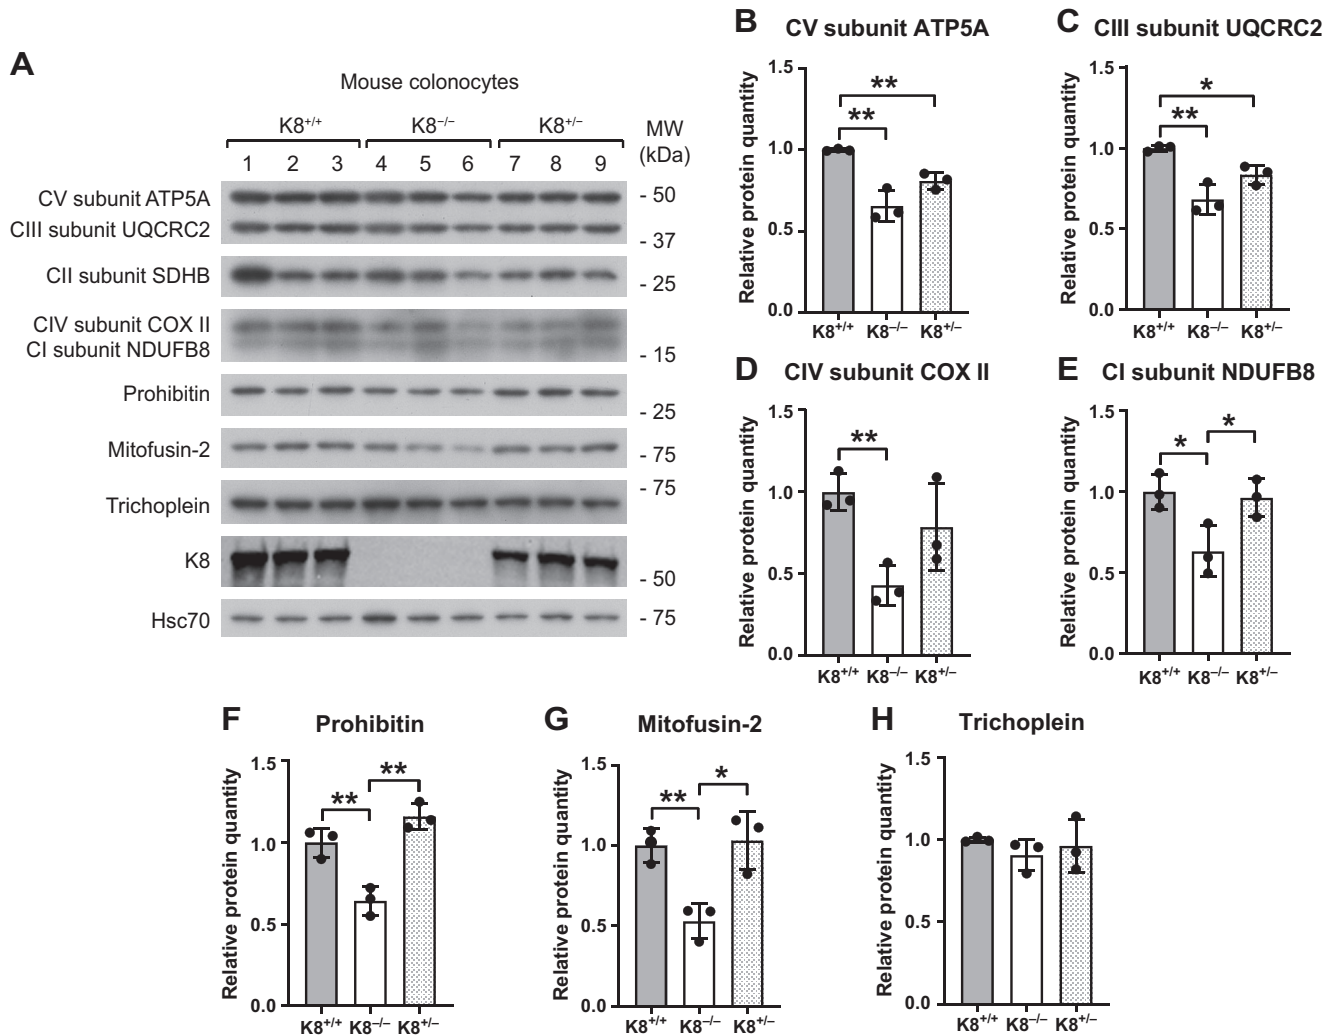 A
Mouse colonocytes
K8+/+ K8–/– K8+/–
MW
(kDa)
1 2 3 4 5 6 7 8 9
CV subunit ATP5A
- 50
CIII subunit UQCRC2
- 37
CII subunit SDHB
- 25
CIV subunit COX II
CI subunit NDUFB8
- 15
Prohibitin
- 25
Mitofusin-2
- 75
- 75
Trichoplein
K8
- 50
Hsc70
- 75
B CV subunit ATP5A
Relative protein quantity
1.5
1.0
0.5
0.0
**
**
K8+/+ K8–/– K8+/–
C CIII subunit UQCRC2
Relative protein quantity
1.5
1.0
0.5
0.0
*
**
K8+/+ K8–/– K8+/–
D CIV subunit COX II
Relative protein quantity
1.5
1.0
0.5
0.0
**
K8+/+ K8–/– K8+/–
E CI subunit NDUFB8
Relative protein quantity
1.5
1.0
0.5
0.0
* *
K8+/+ K8–/– K8+/–
F Prohibitin
Relative protein quantity
1.5
1.0
0.5
0.0
** **
K8+/+ K8–/– K8+/–
G Mitofusin-2
Relative protein quantity
1.5
1.0
0.5
0.0
** *
K8+/+ K8–/– K8+/–
H Trichoplein
Relative protein quantity
1.5
1.0
0.5
0.0
K8+/+ K8–/– K8+/–